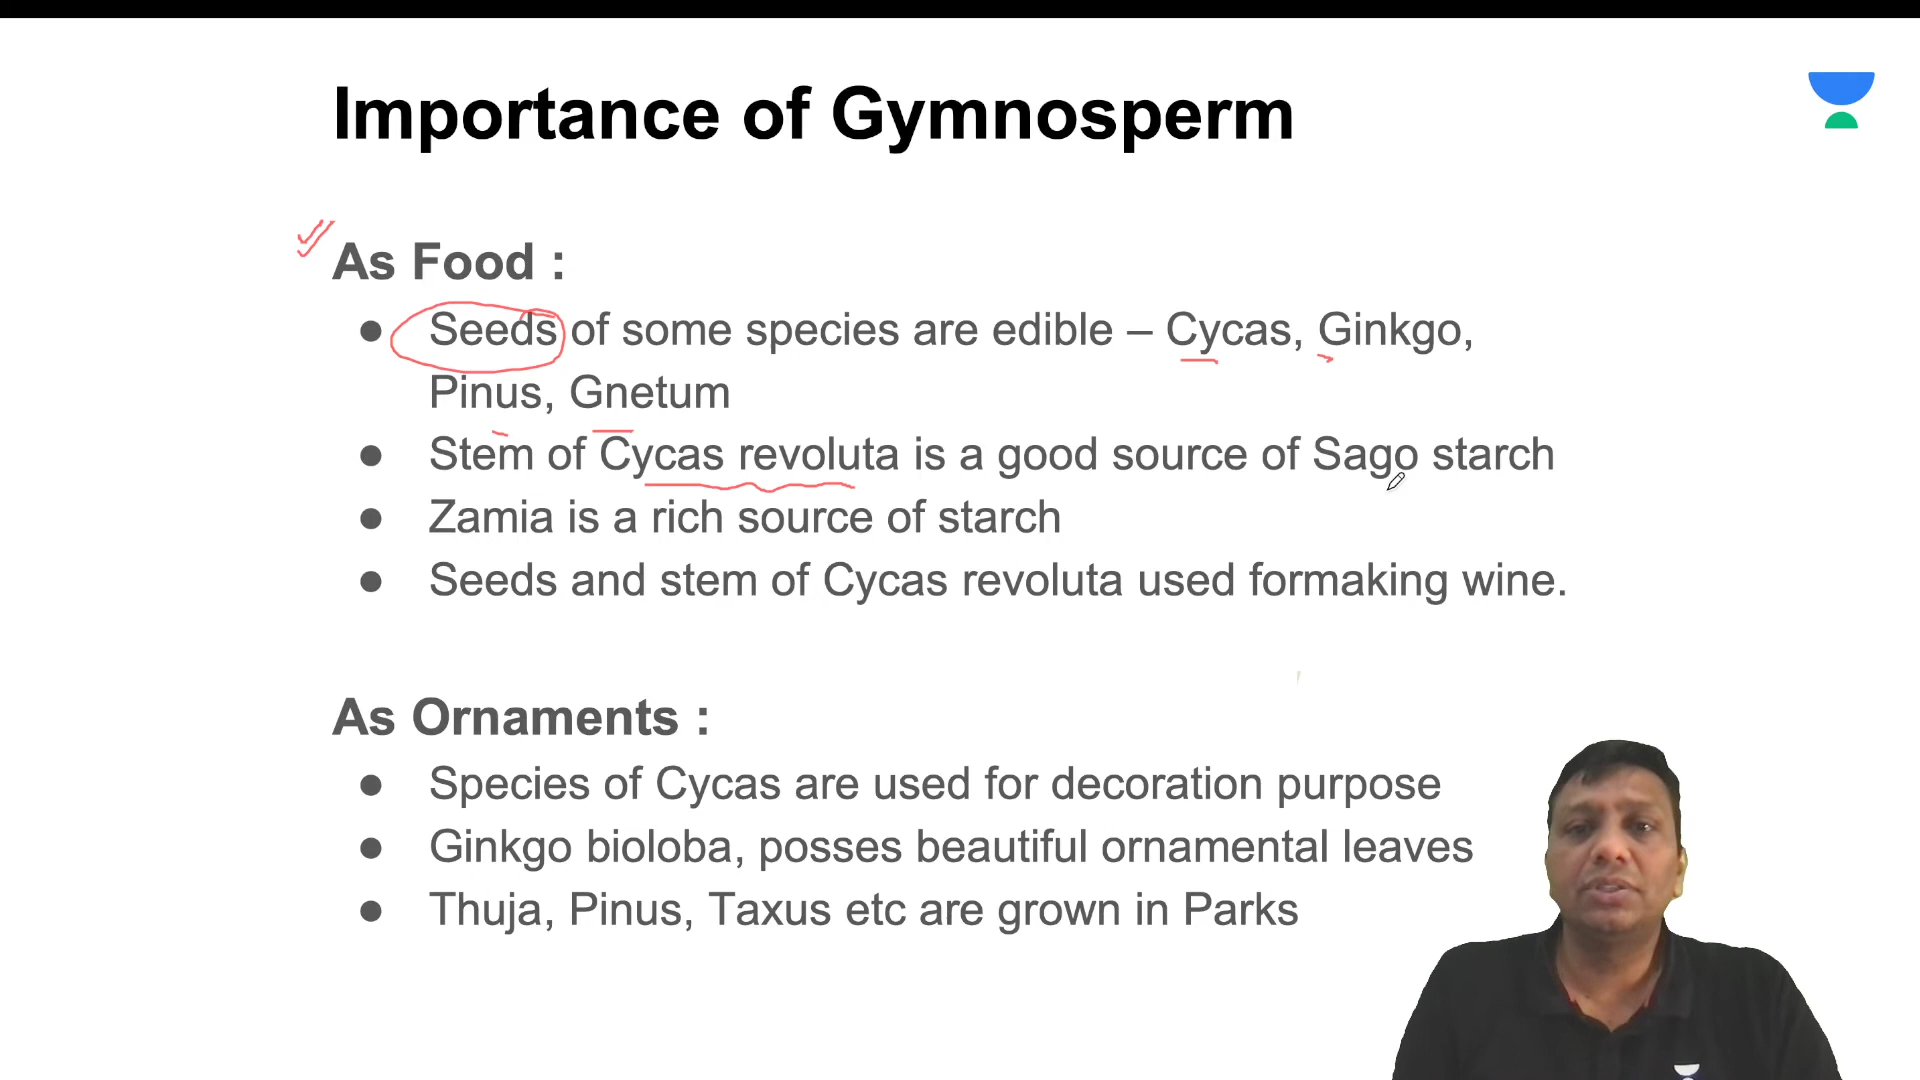 Importance of Gymnosperm
As Food :
● Seeds of some species are edible – Cycas, Ginkgo,
Pinus, Gnetum
● Stem of Cycas revoluta is a good source of Sago starch
● Zamia is a rich source of starch
● Seeds and stem of Cycas revoluta used formaking wine.
As Ornaments :
● Species of Cycas are used for decoration purpose
● Ginkgo bioloba, posses beautiful ornamental leaves
● Thuja, Pinus, Taxus etc are grown in Parks